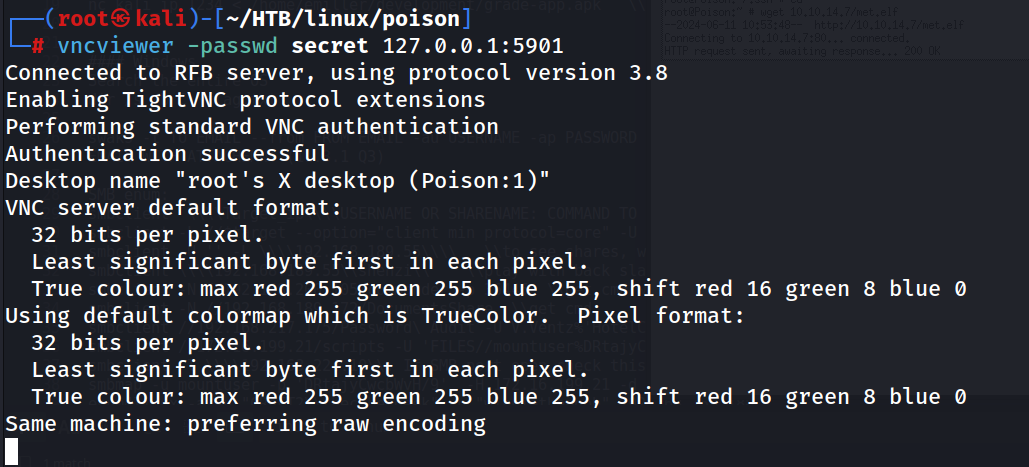 ┌──(root㉿kali)-[~/HTB/linux/poison]
└─# vncviewer -passwd secret 127.0.0.1:5901
Connected to RFB server, using protocol version 3.8
Enabling TightVNC protocol extensions
Performing standard VNC authentication
Authentication successful
Desktop name "root's X desktop (Poison:1)"
VNC server default format:
  32 bits per pixel.
  Least significant byte first in each pixel.
  True colour: max red 255 green 255 blue 255, shift red 16 green 8 blue 0
Using default colormap which is TrueColor.  Pixel format:
  32 bits per pixel.
  Least significant byte first in each pixel.
  True colour: max red 255 green 255 blue 255, shift red 16 green 8 blue 0
Same machine: preferring raw encoding